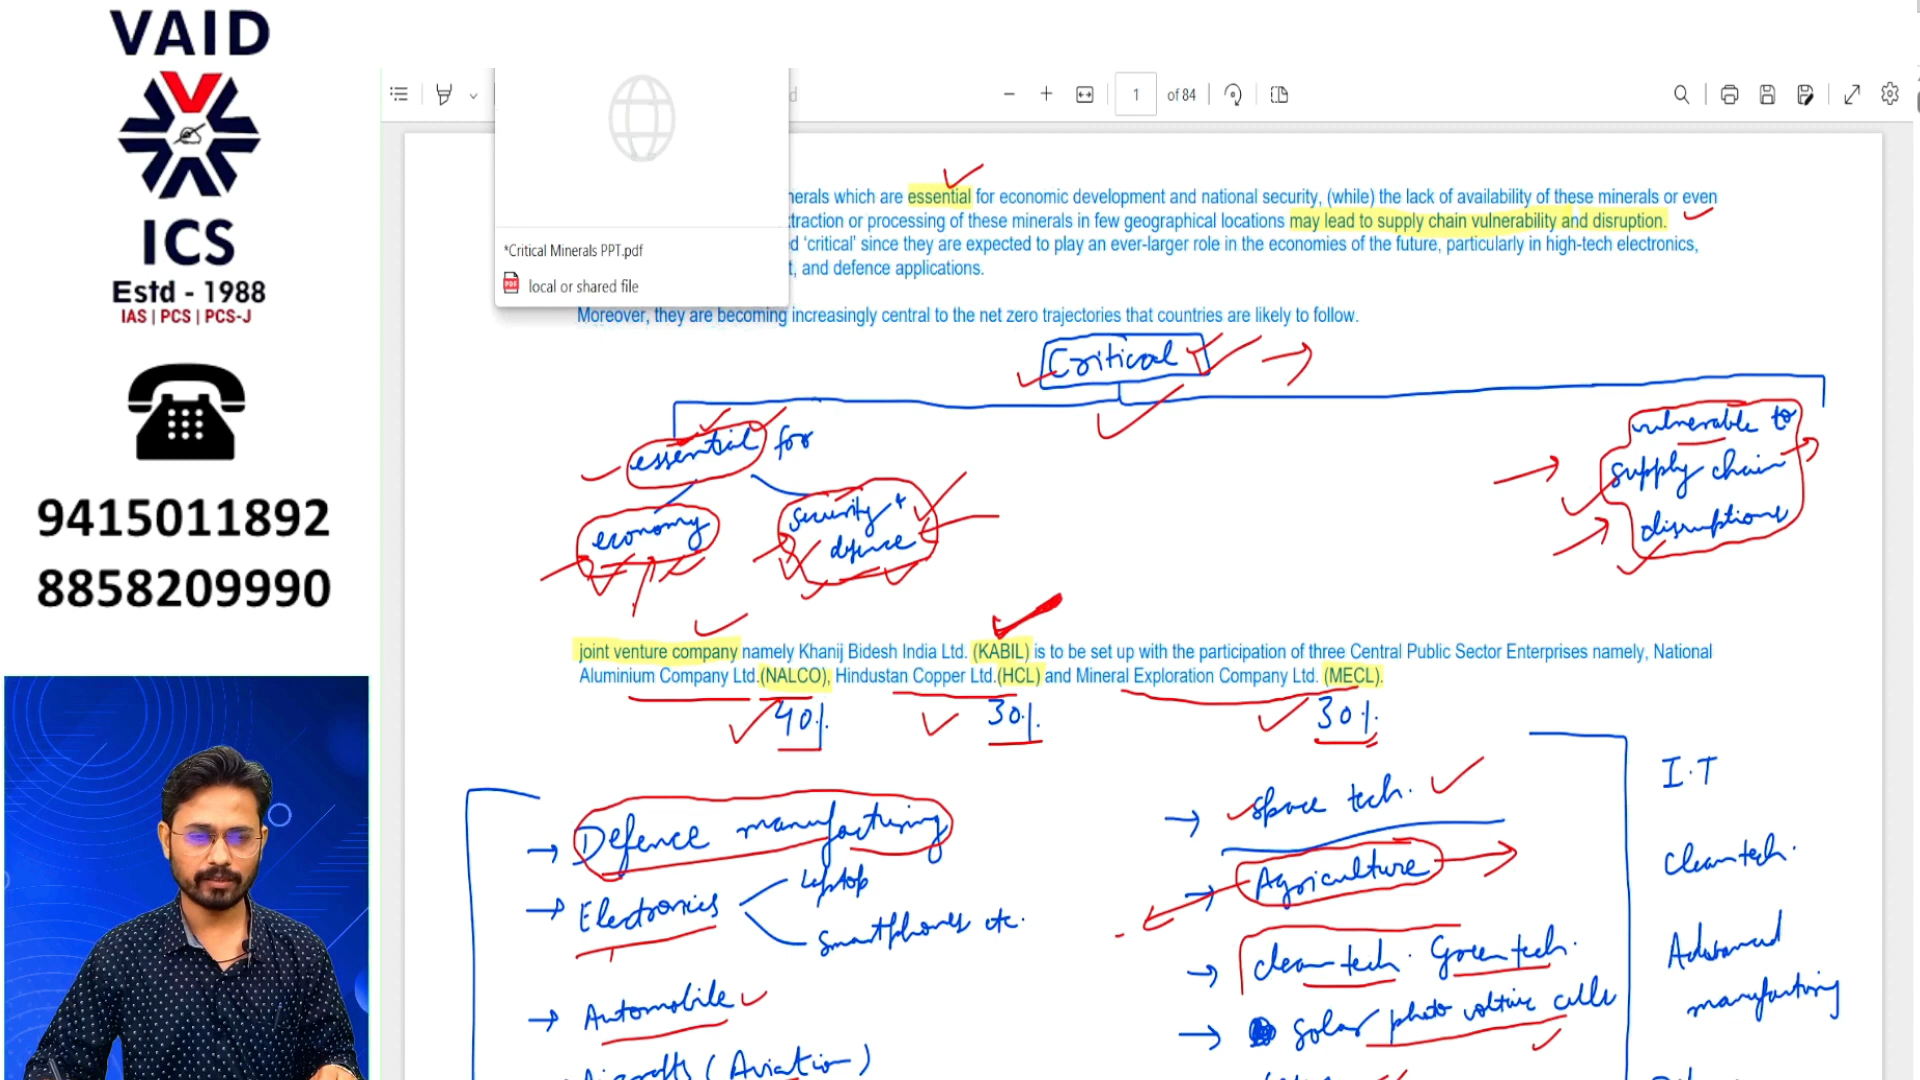 VAID
ICS
Estd - 1988
IAS | PCS | PCS-J
9415011892
8858209990
1 of 84
*Critical Minerals PPT.pdf
local or shared file
nerals which are essential for economic development and national security, (while) the lack of availability of these minerals or even
traction or processing of these minerals in few geographical locations may lead to supply chain vulnerability and disruption.
d ‘critical’ since they are expected to play an ever-larger role in the economies of the future, particularly in high-tech electronics,
t, and defence applications.
Moreover, they are becoming increasingly central to the net zero trajectories that countries are likely to follow.
Critical
essential for
economy
security +
defence
vulnerable to
supply chain
disruptions
joint venture company namely Khanij Bidesh India Ltd. (KABIL) is to be set up with the participation of three Central Public Sector Enterprises namely, National
Aluminium Company Ltd.(NALCO), Hindustan Copper Ltd.(HCL) and Mineral Exploration Company Ltd. (MECL).
40% 30% 30%
→ Defence manufacturing
→ Electronics
Laptop
Smartphones etc.
→ Automobile
Aircrafts (Aviation)
→ Space tech.
→ Agriculture
→ clean tech. Green tech.
→ Solar photo voltaic cells
I.T
Clean tech.
Advanced
manufacturing